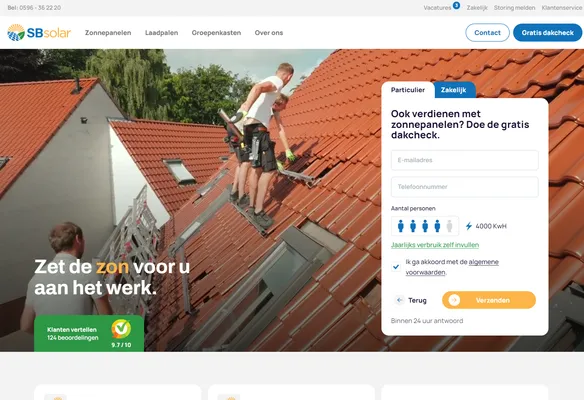 Bel: 0596 - 36 22 20
Vacatures 3 Zakelijk Storing melden Klantenservice
SBsolar Zonnepanelen Laadpalen Groepenkasten Over ons Contact Gratis dakcheck
Particulier Zakelijk
Ook verdienen met
zonnepanelen? Doe de gratis
dakcheck.
E-mailadres
Telefoonnummer
Aantal personen
4000 KwH
Jaarlijks verbruik zelf invullen
Ik ga akkoord met de algemene
voorwaarden.
Terug Verzenden
Binnen 24 uur antwoord
Zet de zon voor u
aan het werk.
Klanten vertellen
124 beoordelingen
9.7 / 10